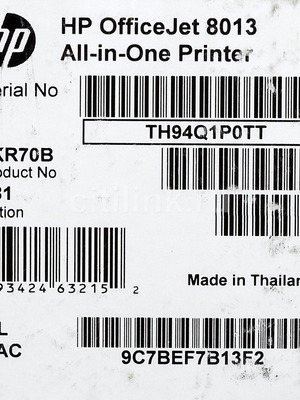 hp HP OfficeJet 8013
All-in-One Printer
erial No
TH94Q1P0TT
KR70B
oduct No
31
tion
93424 63215 2
Made in Thailan
L
AC
9C7BEF7B13F2